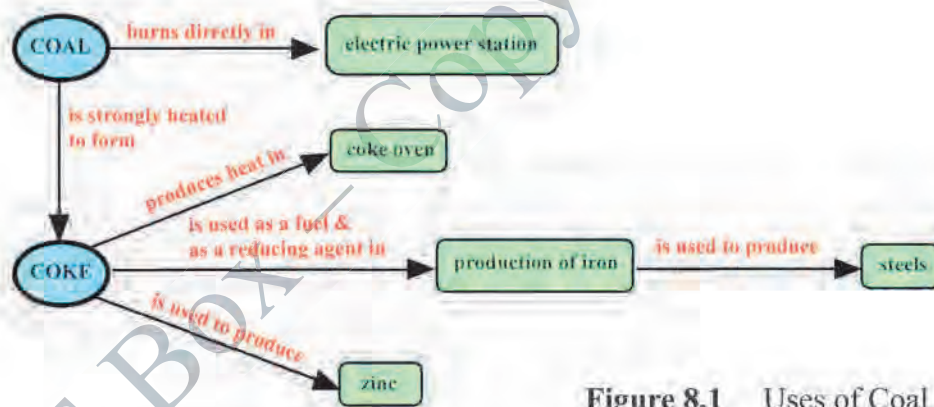 COAL
burns directly in
electric power station
is strongly heated
to form
produces heat in
coke oven
is used as a fuel &
as a reducing agent in
COKE
production of iron
is used to produce
steels
is used to produce
zinc
Figure 8.1 Uses of Coal
Box – Copy